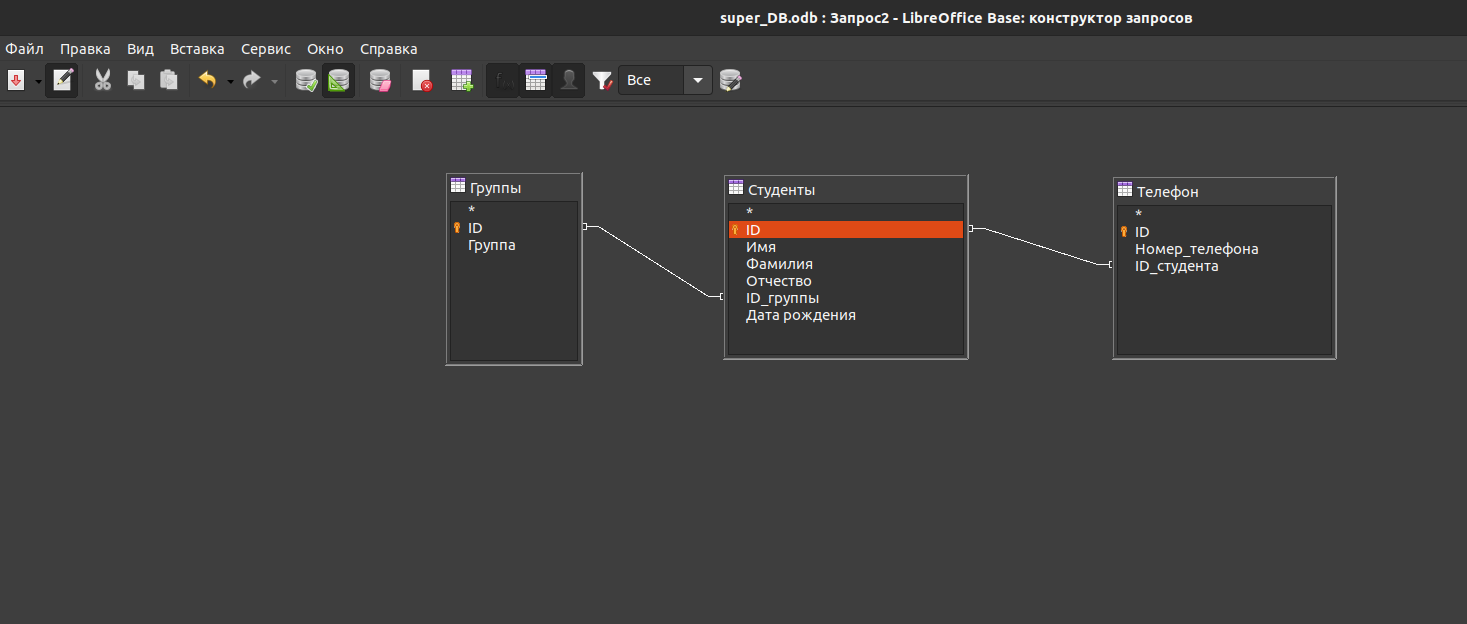 super_DB.odb : Запрос2 - LibreOffice Base: конструктор запросов
Файл Правка Вид Вставка Сервис Окно Справка
Все
Группы
*
ID
Группа
Студенты
*
ID
Имя
Фамилия
Отчество
ID_группы
Дата рождения
Телефон
*
ID
Номер_телефона
ID_студента